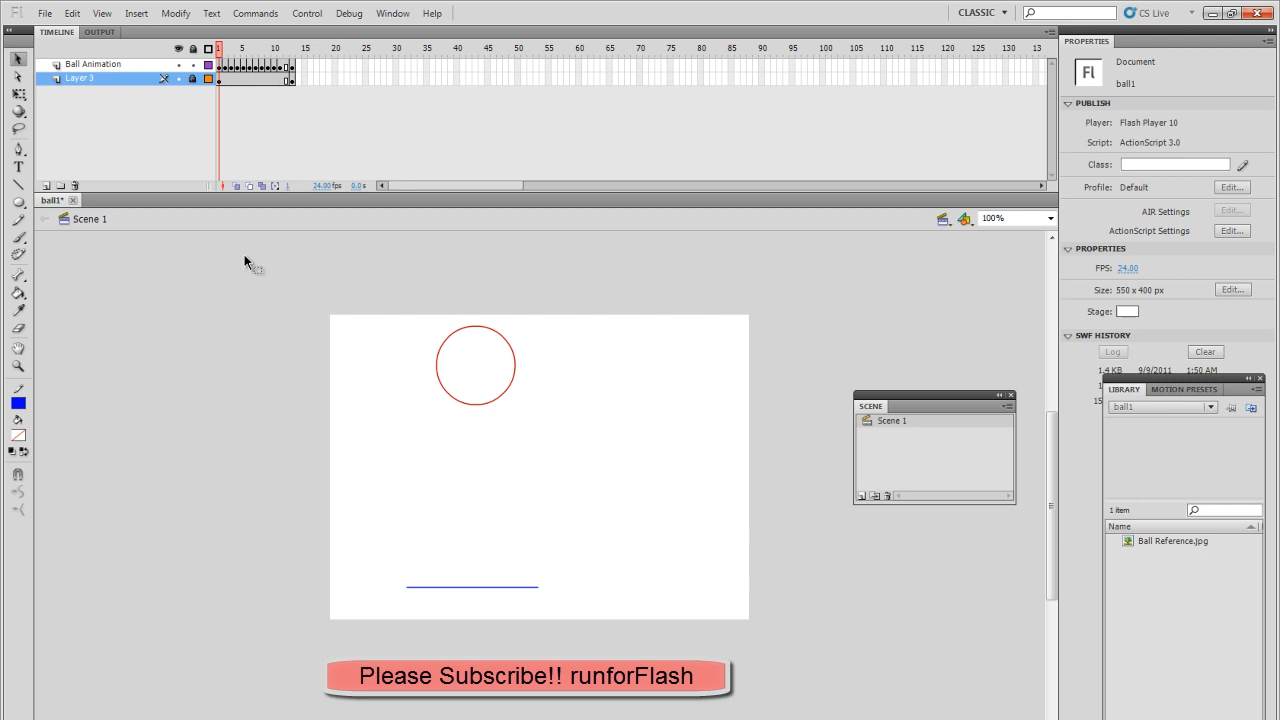 Fl File Edit View Insert Modify Text Commands Control Debug Window Help CLASSIC CS Live
TIMELINE OUTPUT
1 5 10 15 20 25 30 35 40 45 50 55 60 65 70 75 80 85 90 95 100 105 110 115 120 125 130 13
Ball Animation
Layer 3
1 24.00 fps 0.0 s
ball1*
Scene 1 100%
PROPERTIES
Fl Document
ball1
PUBLISH
Player: Flash Player 10
Script: ActionScript 3.0
Class:
Profile: Default Edit...
AIR Settings Edit...
ActionScript Settings Edit...
PROPERTIES
FPS: 24.00
Size: 550 x 400 px Edit...
Stage:
SWF HISTORY
Log Clear
1.4 KB 9/9/2011 1:50 AM
LIBRARY MOTION PRESETS
ball1
1 item
Name
Ball Reference.jpg
SCENE
Scene 1
Please Subscribe!! runforFlash